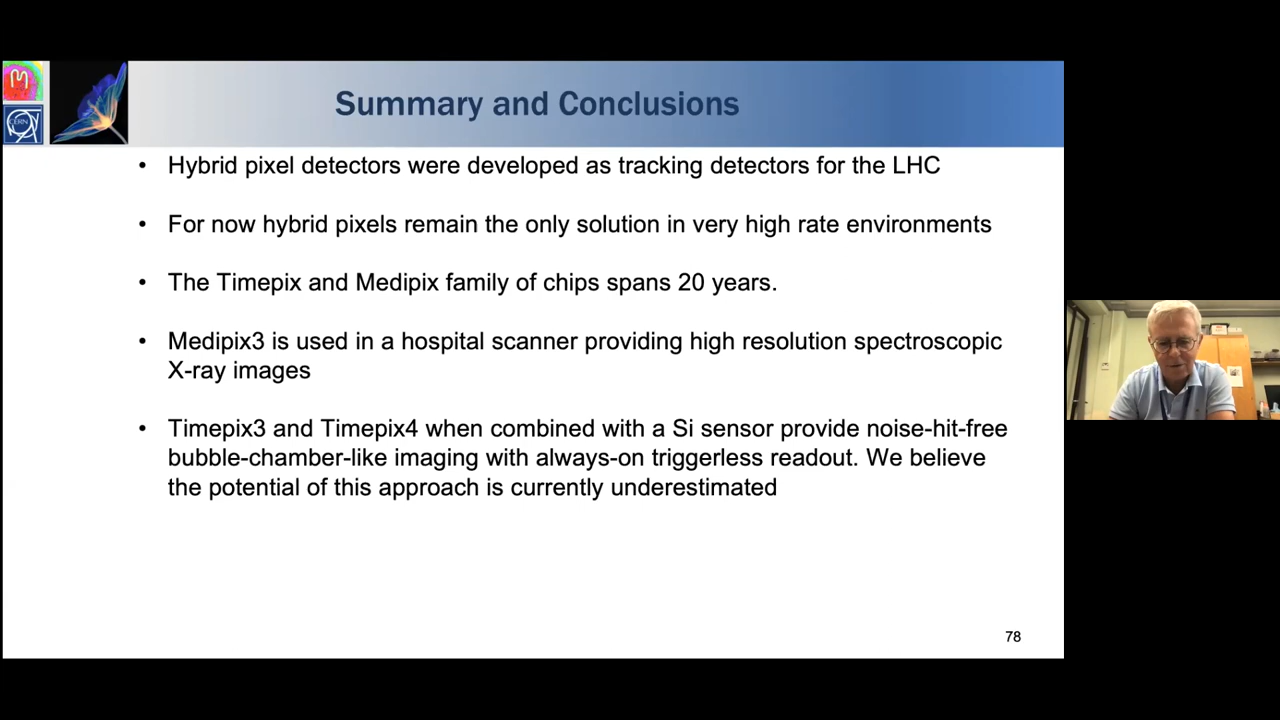 M
CERN
Summary and Conclusions
• Hybrid pixel detectors were developed as tracking detectors for the LHC
• For now hybrid pixels remain the only solution in very high rate environments
• The Timepix and Medipix family of chips spans 20 years.
• Medipix3 is used in a hospital scanner providing high resolution spectroscopic
X-ray images
• Timepix3 and Timepix4 when combined with a Si sensor provide noise-hit-free
bubble-chamber-like imaging with always-on triggerless readout. We believe
the potential of this approach is currently underestimated
78